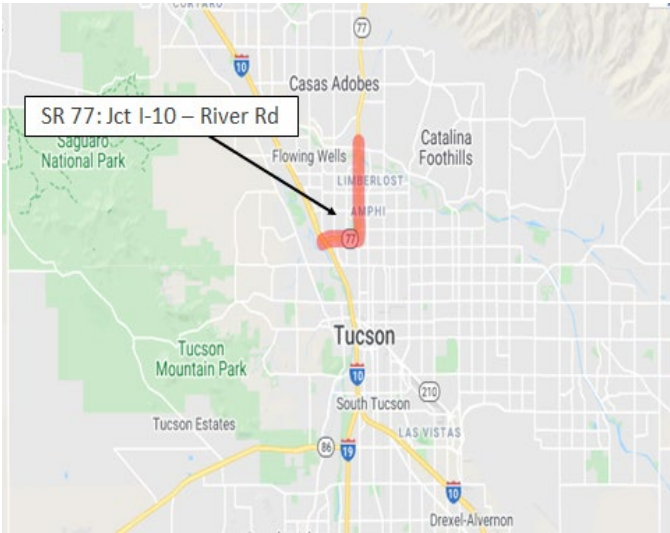 CORTARO
77
10
Casas Adobes
SR 77: Jct I-10 – River Rd
Saguaro
National Park
Flowing Wells
Catalina
Foothills
LIMBERLOST
AMPHI
77
Tucson
Tucson
Mountain Park
10
210
South Tucson
Tucson Estates
LAS VISTAS
86
19
10
Drexel-Alvernon